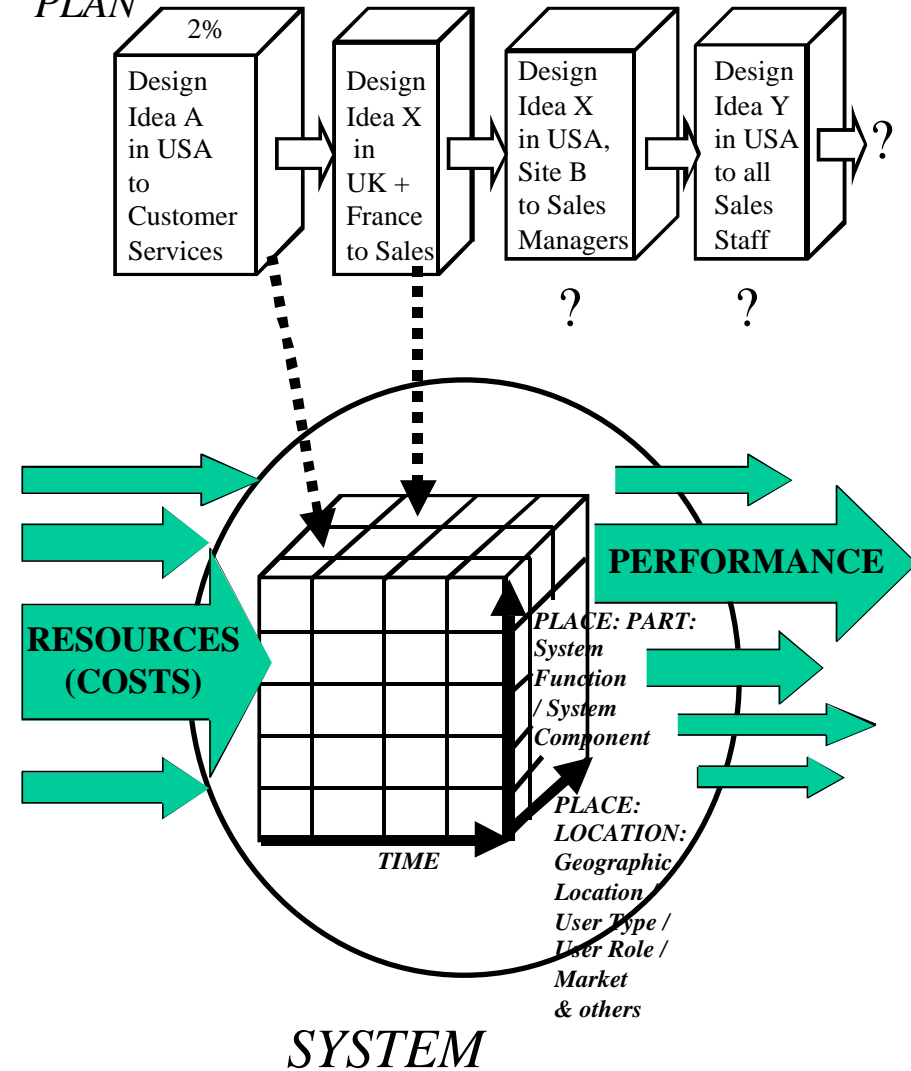 PLAN
2%
Design
Idea A
in USA
to
Customer
Services
Design
Idea X
in
UK +
France
to Sales
Design
Idea X
in USA,
Site B
to Sales
Managers
Design
Idea Y
in USA
to all
Sales
Staff
?
?
?
RESOURCES
(COSTS)
PERFORMANCE
PLACE: PART:
System
Function
/ System
Component
TIME
PLACE:
LOCATION:
Geographic
Location /
User Type /
User Role /
Market
& others
SYSTEM